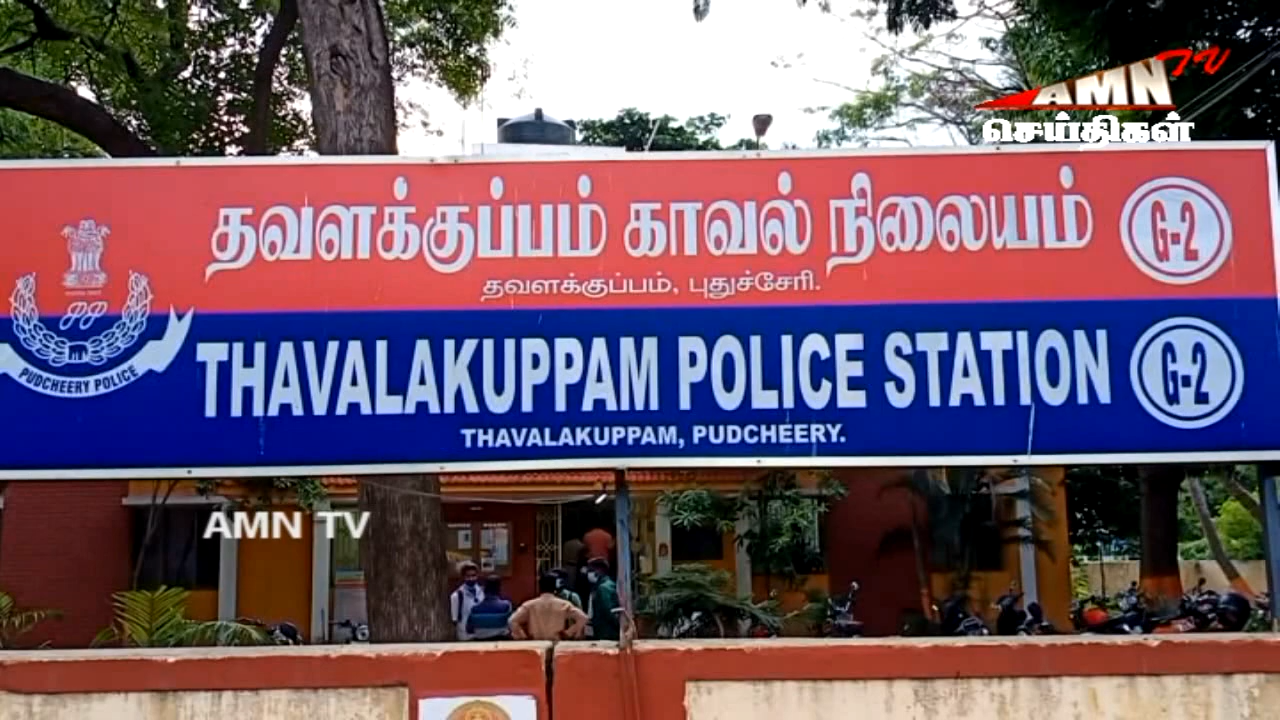 AMN TV
செய்திகள்
தவளக்குப்பம் காவல் நிலையம்
G-2
தவளக்குப்பம், புதுச்சேரி.
PUDCHEERY POLICE
THAVALAKUPPAM POLICE STATION
G-2
THAVALAKUPPAM, PUDCHEERY.
AMN TV